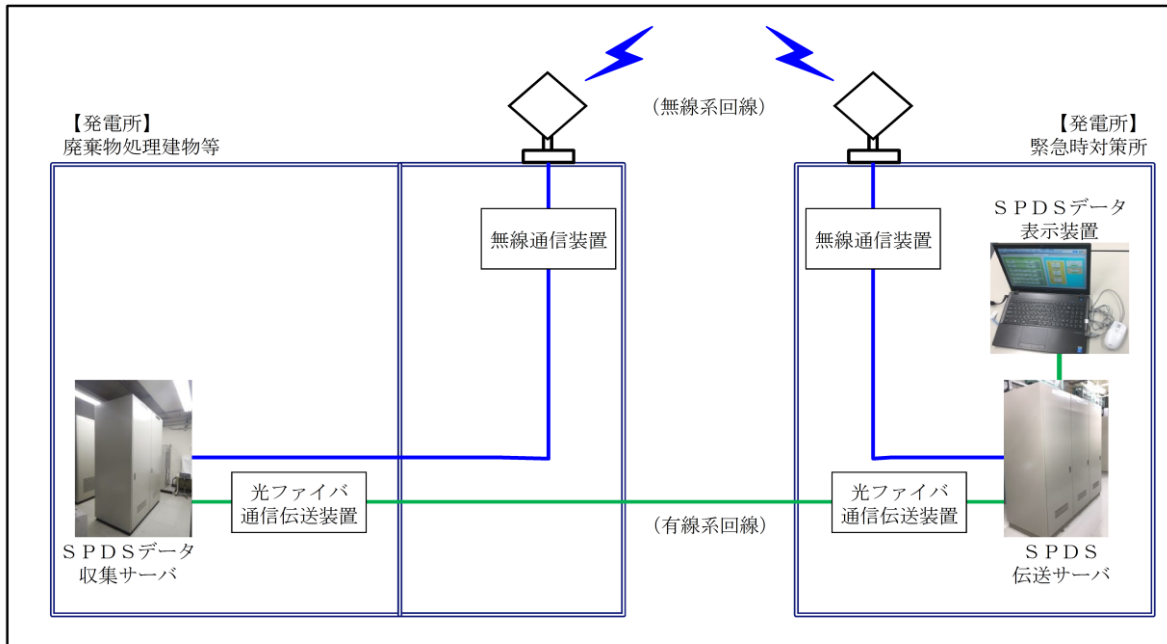 【発電所】
廃棄物処理建物等
(無線系回線)
【発電所】
緊急時対策所
無線通信装置
無線通信装置
ＳＰＤＳデータ
表示装置
光ファイバ
通信伝送装置
光ファイバ
通信伝送装置
(有線系回線)
ＳＰＤＳデータ
収集サーバ
ＳＰＤＳ
伝送サーバ